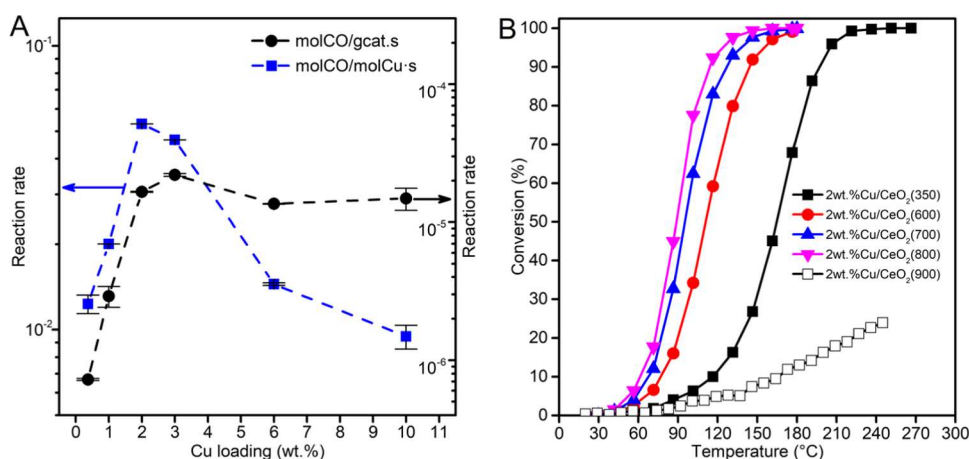 A
10⁻¹
10⁻²
Reaction rate
molCO/gcat.s
molCO/molCu·s
10⁻⁴
10⁻⁵
10⁻⁶
Reaction rate
0 1 2 3 4 5 6 7 8 9 10 11
Cu loading (wt.%)
B
100
90
80
70
60
50
40
30
20
10
0
Conversion (%)
2wt.%Cu/CeO₂(350)
2wt.%Cu/CeO₂(600)
2wt.%Cu/CeO₂(700)
2wt.%Cu/CeO₂(800)
2wt.%Cu/CeO₂(900)
0 30 60 90 120 150 180 210 240 270 300
Temperature (°C)